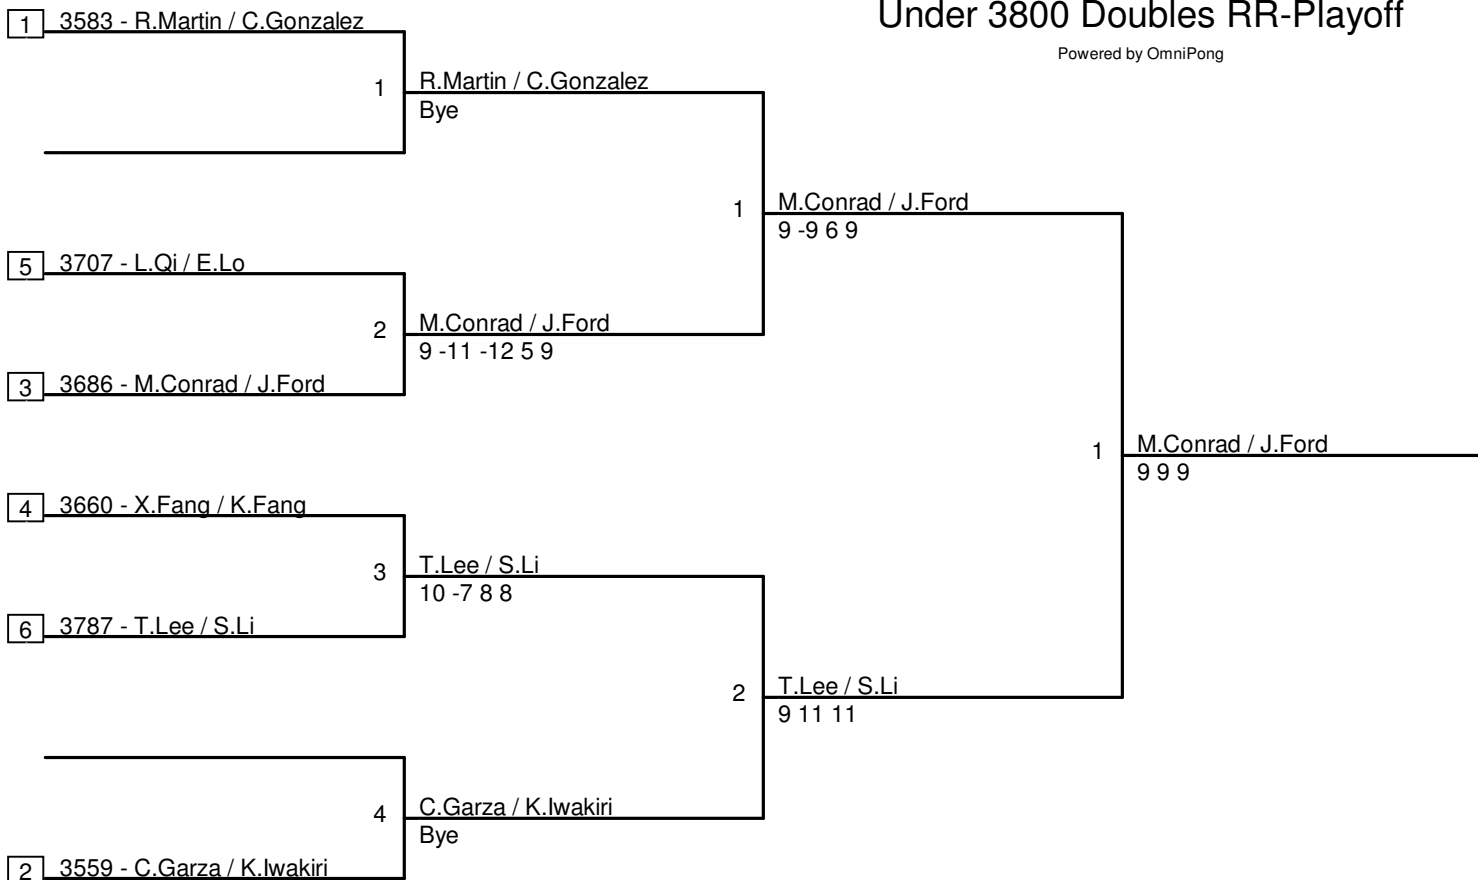 Under 3800 Doubles RR-Playoff
Powered by OmniPong
1 3583 - R.Martin / C.Gonzalez
1 R.Martin / C.Gonzalez
Bye
1 M.Conrad / J.Ford
9 -9 6 9
5 3707 - L.Qi / E.Lo
2 M.Conrad / J.Ford
9 -11 -12 5 9
3 3686 - M.Conrad / J.Ford
1 M.Conrad / J.Ford
9 9 9
4 3660 - X.Fang / K.Fang
3 T.Lee / S.Li
10 -7 8 8
6 3787 - T.Lee / S.Li
2 T.Lee / S.Li
9 11 11
4 C.Garza / K.Iwakiri
Bye
2 3559 - C.Garza / K.Iwakiri